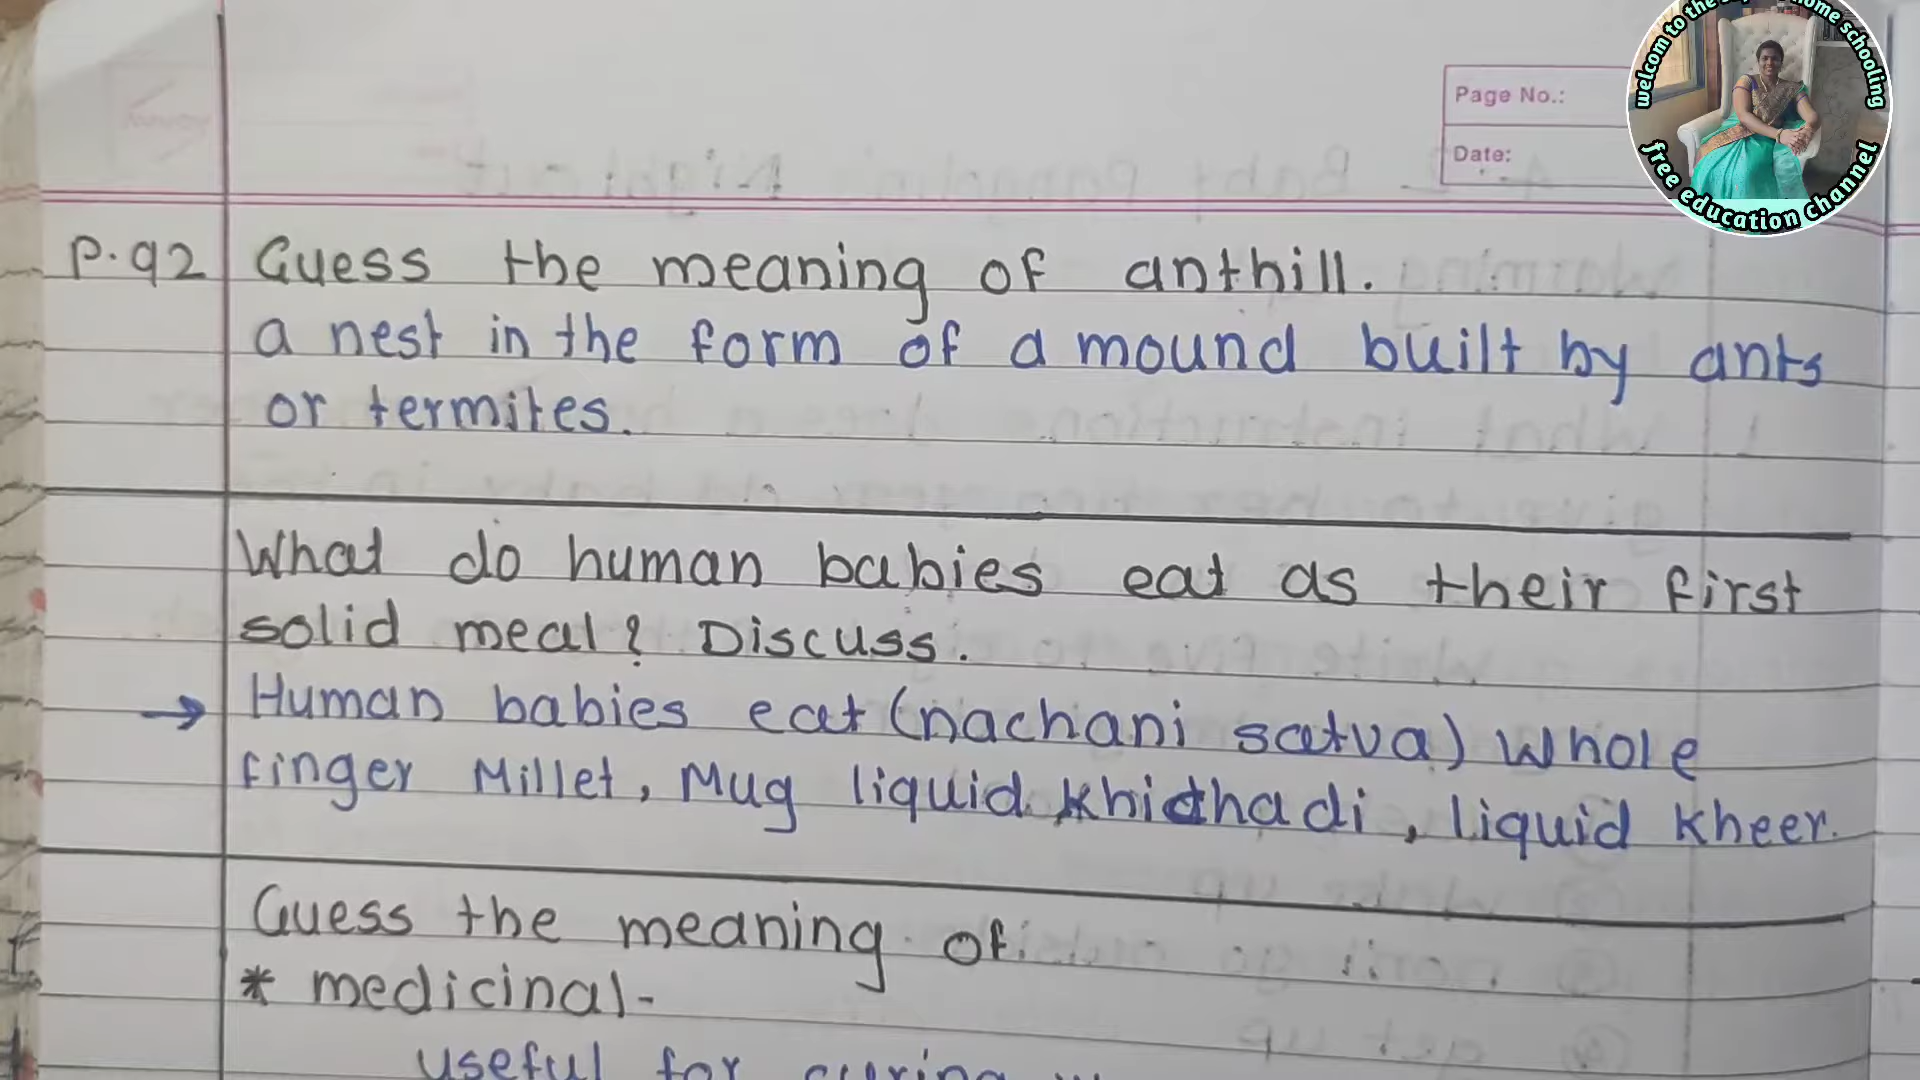 welcom to the home schooling
free education channel
Page No.:
Date:
P.92 Guess the meaning of anthill.
a nest in the form of a mound built by ants
or termites.
What do human babies eat as their first
solid meal? Discuss.
→ Human babies eat (nachani satva) whole
finger Millet, Mug liquid khichadi, liquid kheer.
Guess the meaning of
* medicinal-
useful for curing